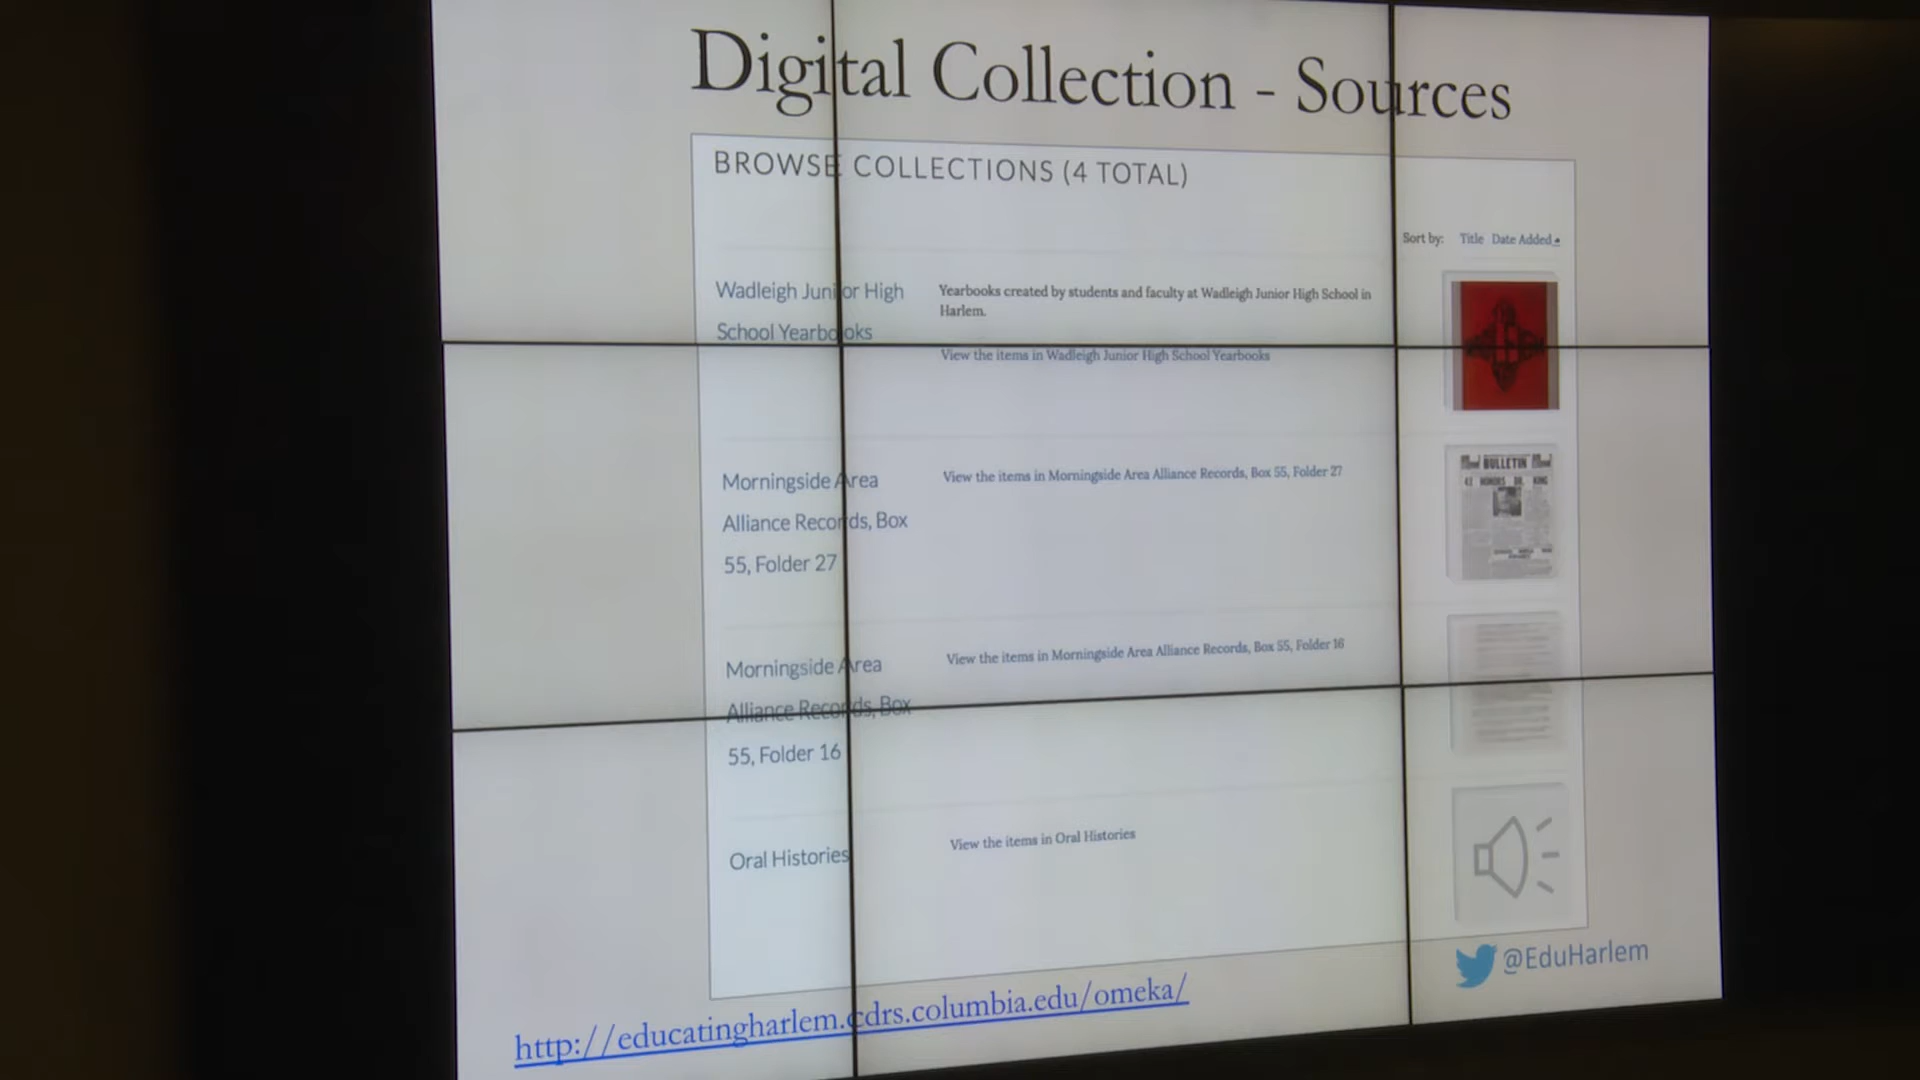 Digital Collection - Sources
BROWSE COLLECTIONS (4 TOTAL)
Sort by: Title Date Added
Wadleigh Junior High
School Yearbooks
Yearbooks created by students and faculty at Wadleigh Junior High School in
Harlem.
View the items in Wadleigh Junior High School Yearbooks
Morningside Area
Alliance Records, Box
55, Folder 27
View the items in Morningside Area Alliance Records, Box 55, Folder 27
BULLETIN
HONORS DR. KING
Morningside Area
Alliance Records, Box
55, Folder 16
View the items in Morningside Area Alliance Records, Box 55, Folder 16
Oral Histories
View the items in Oral Histories
@EduHarlem
http://educatingharlem.cdrs.columbia.edu/omeka/